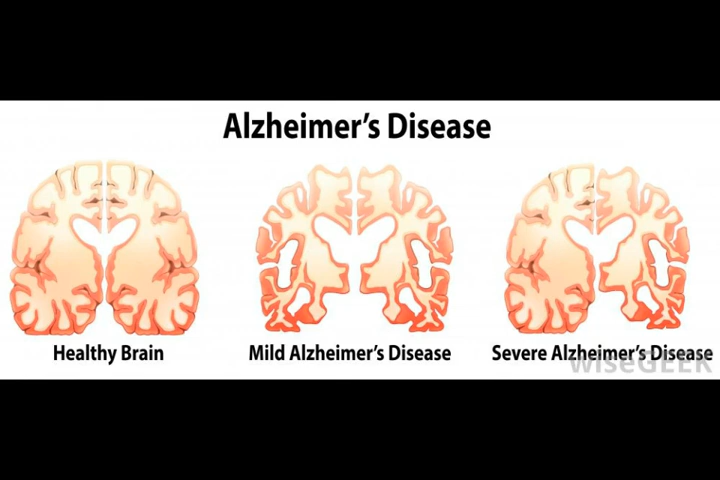 Alzheimer's Disease
Healthy Brain
Mild Alzheimer's Disease
Severe Alzheimer's Disease
wiseGEEK